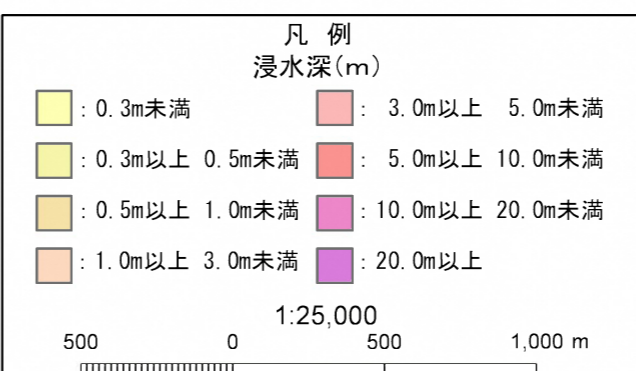 凡 例
浸水深(m)
: 0.3m未満
: 0.3m以上 0.5m未満
: 0.5m以上 1.0m未満
: 1.0m以上 3.0m未満
: 3.0m以上 5.0m未満
: 5.0m以上 10.0m未満
: 10.0m以上 20.0m未満
: 20.0m以上
1:25,000
500 0 500 1,000 m